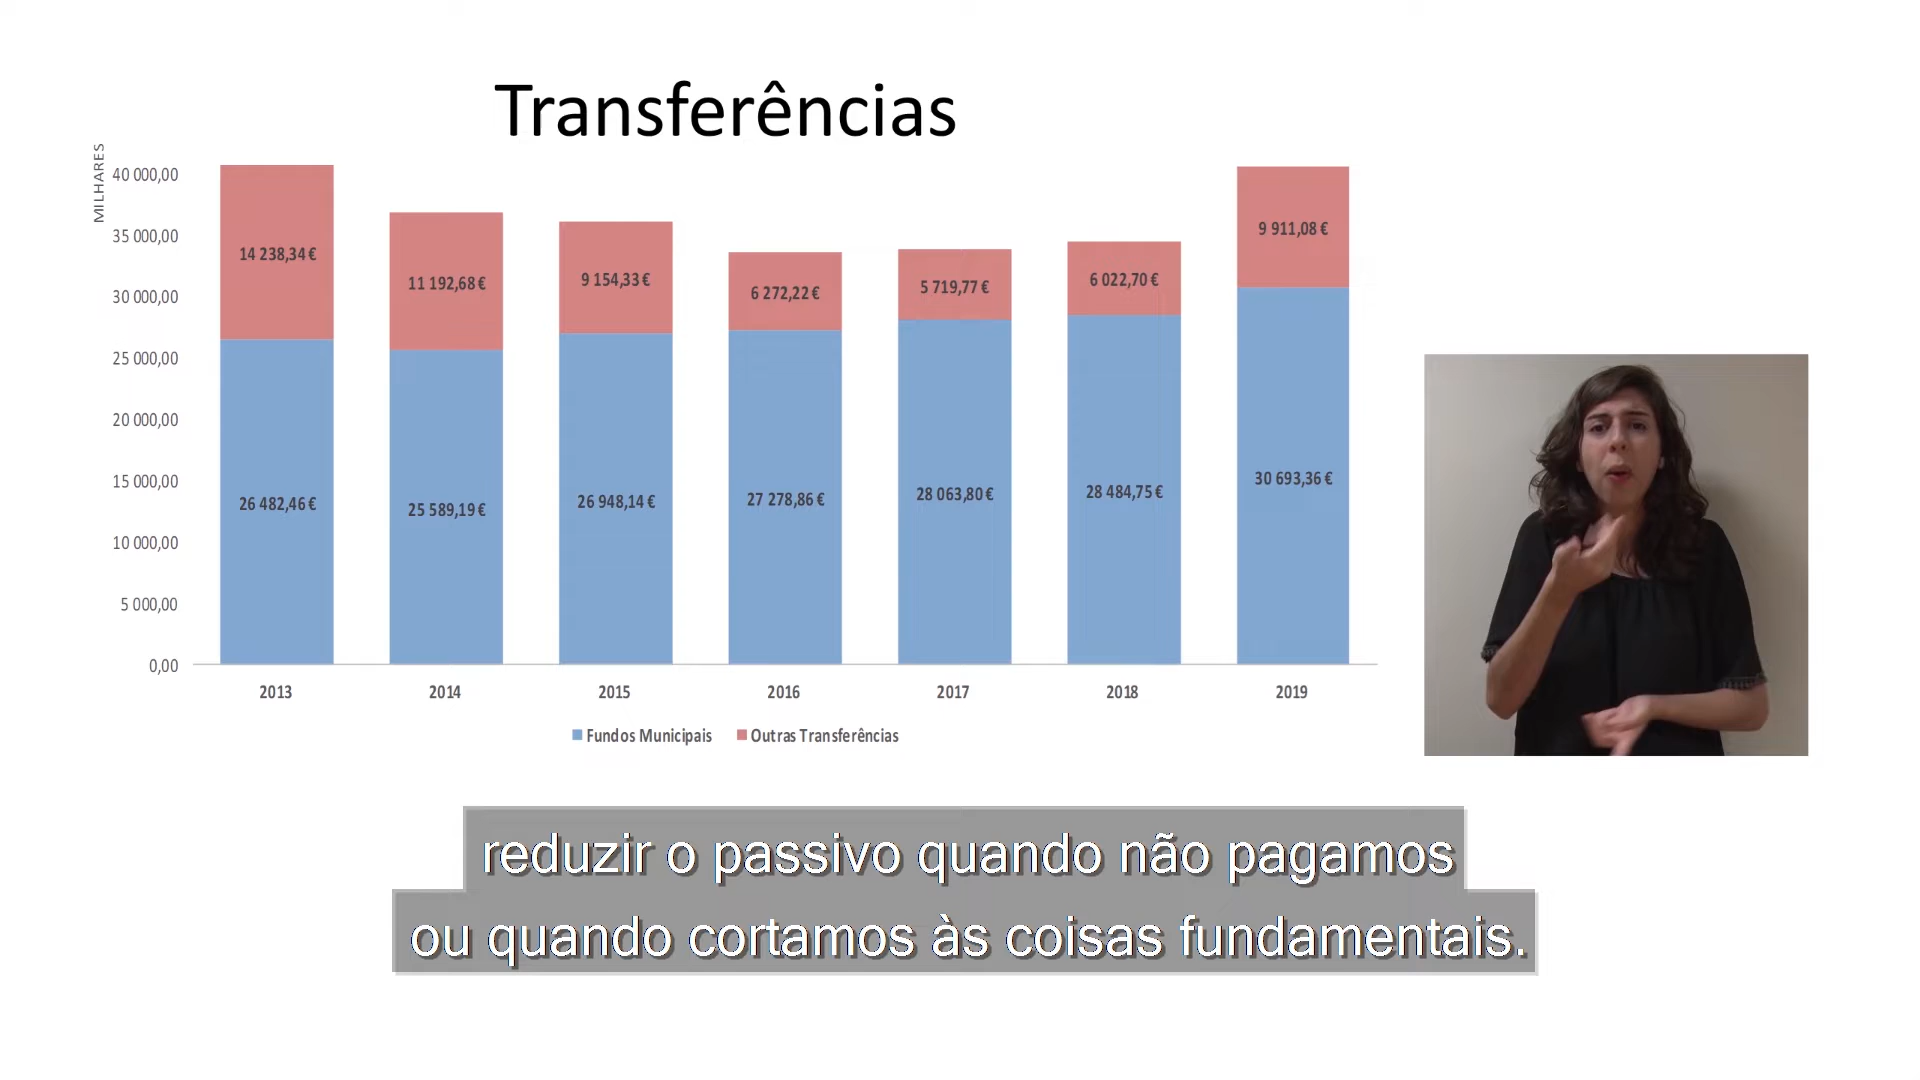 Transferências
MILHARES
40 000,00
35 000,00
30 000,00
25 000,00
20 000,00
15 000,00
10 000,00
5 000,00
0,00
14 238,34 €
11 192,68 €
9 154,33 €
6 272,22 €
5 719,77 €
6 022,70 €
9 911,08 €
26 482,46 €
25 589,19 €
26 948,14 €
27 278,86 €
28 063,80 €
28 484,75 €
30 693,36 €
2013
2014
2015
2016
2017
2018
2019
Fundos Municipais
Outras Transferências
reduzir o passivo quando não pagamos
ou quando cortamos às coisas fundamentais.